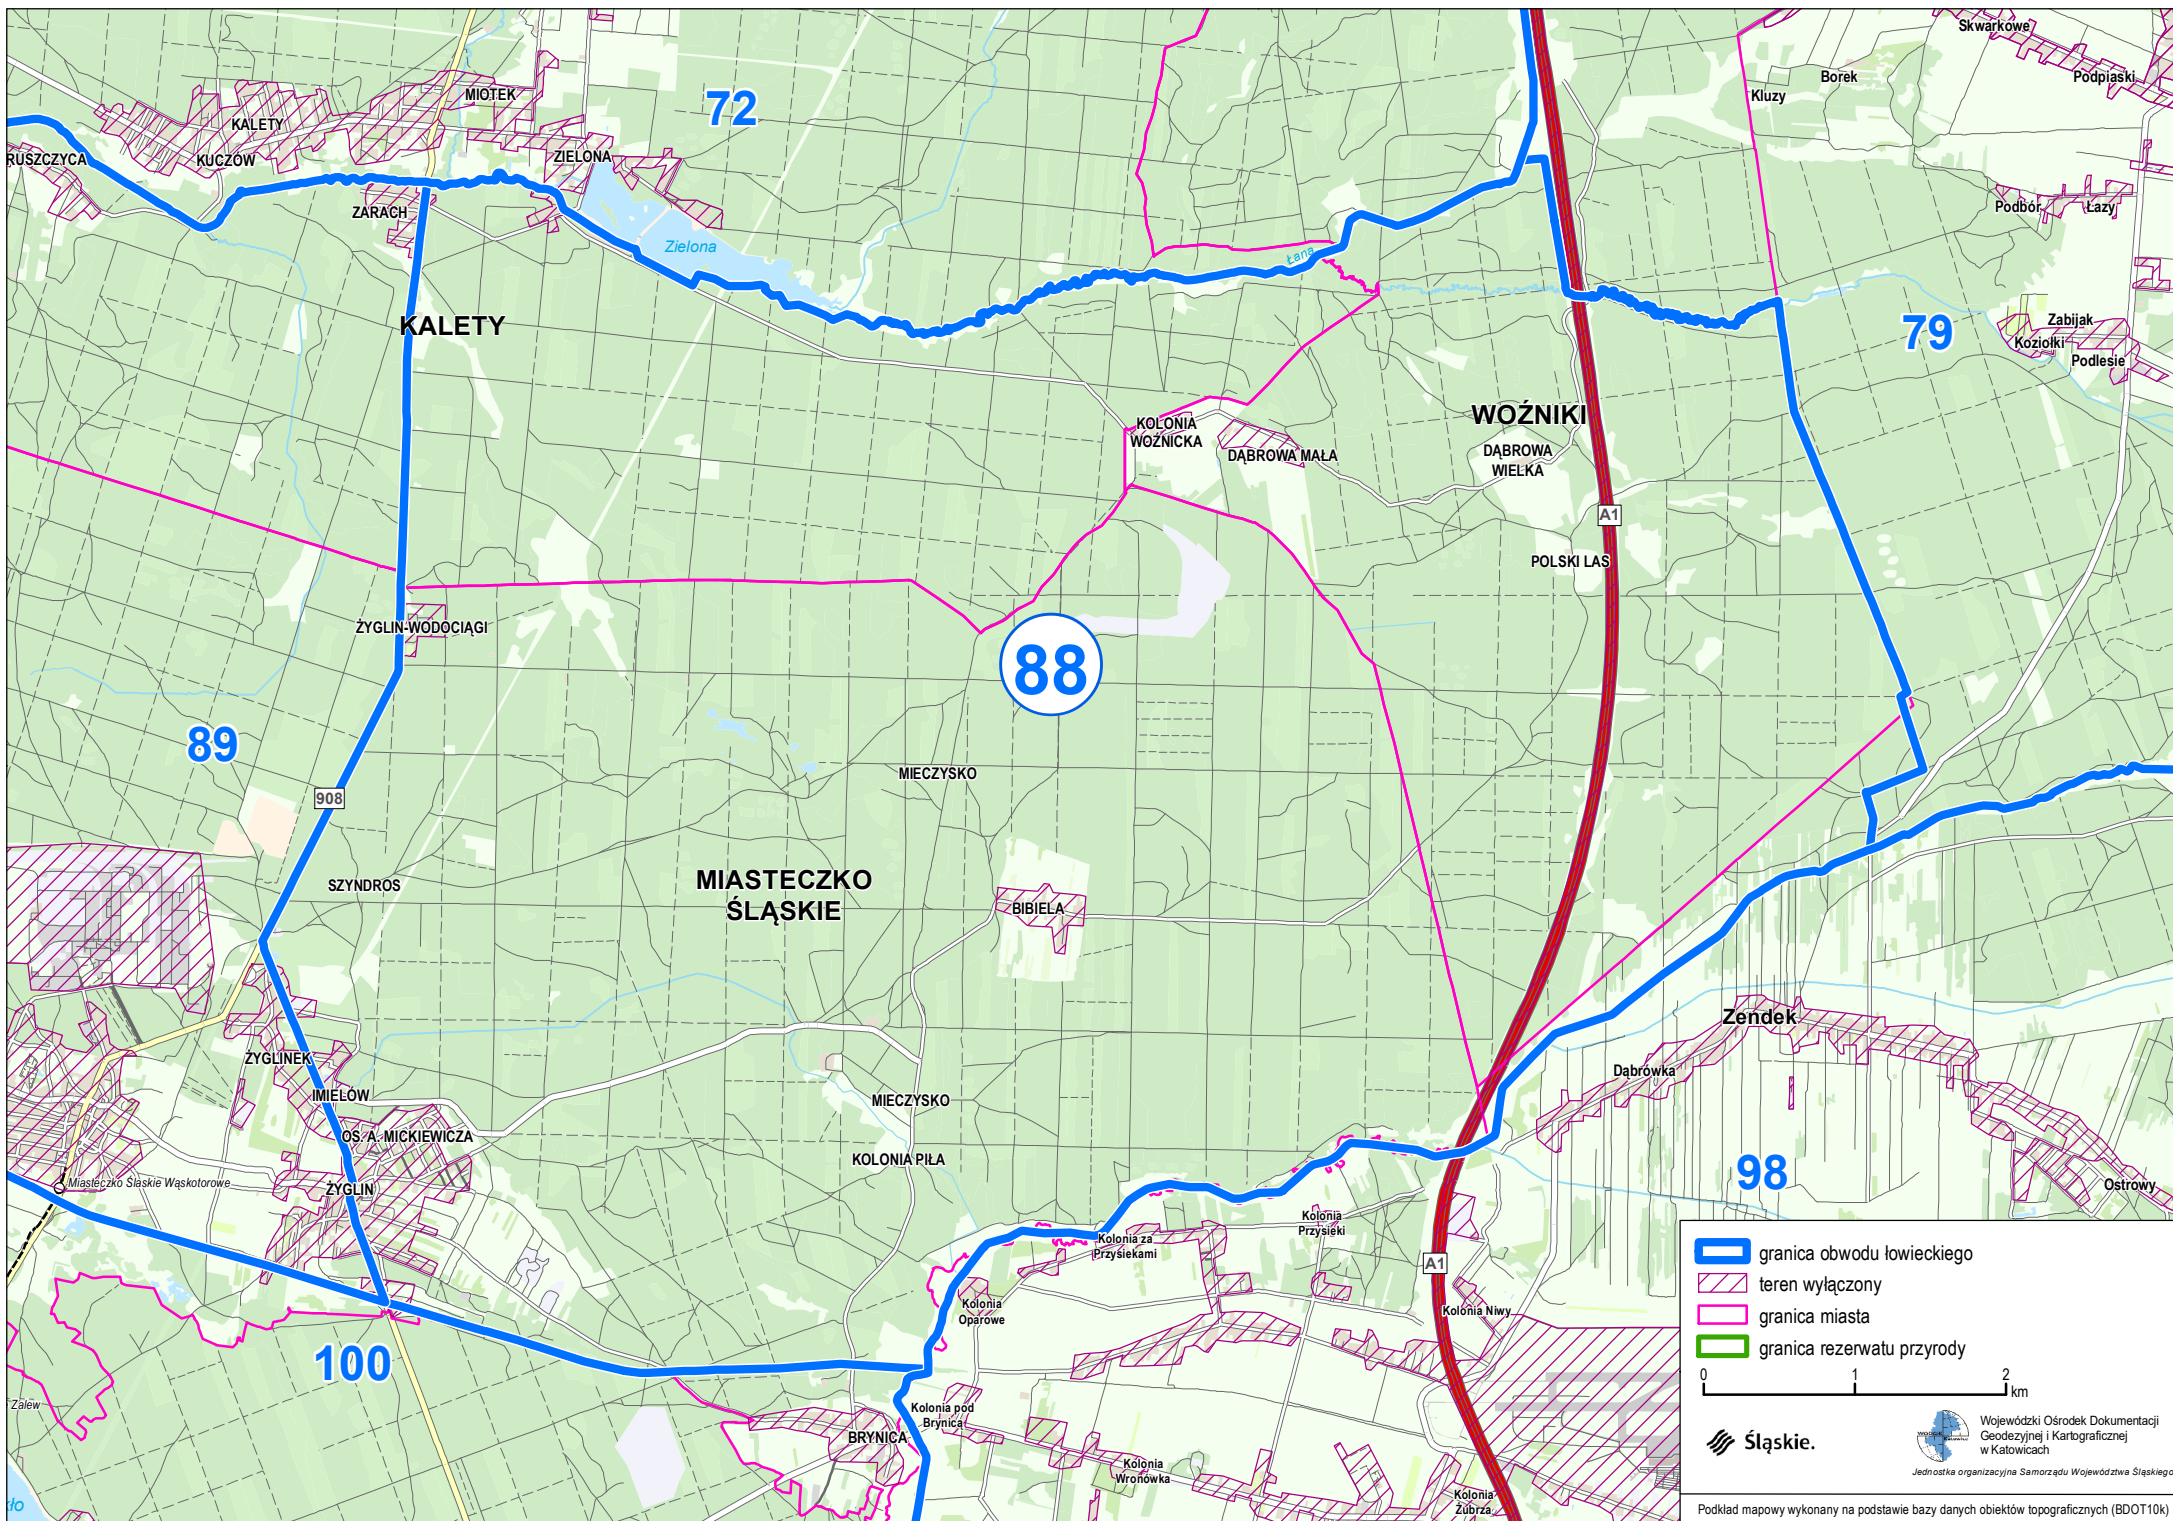 Skwarkowe
Borek
Podpiaski
Kluzy
MIOTEK
72
KALETY
RUSZCZYCA
KUCZÓW
ZIELONA
ZARACH
Podbór
Łazy
Zielona
Łana
KALETY
79
Zabijak
Koziołki
Podlesie
WOŹNIKI
KOLONIA
WOŹNICKA
DĄBROWA MAŁA
DĄBROWA
WIELKA
A1
POLSKI LAS
ŻYGLIN-WODOCIĄGI
88
89
MIECZYSKO
908
SZYNDROS
MIASTECZKO
ŚLĄSKIE
BIBIELA
Zendek
ŻYGLINEK
IMIELÓW
Dąbrówka
MIECZYSKO
OS. A. MICKIEWICZA
KOLONIA PIŁA
98
Miasteczko Śląskie Wąskotorowe
ŻYGLIN
Ostrowy
Kolonia
Przysieki
Kolonia za
Przysiekami
A1
Kolonia
Oparowe
Kolonia Niwy
100
Zalew
Kolonia pod
Brynicą
BRYNICA
Kolonia
Wronówka
Kolonia
Żubrza
granica obwodu łowieckiego
teren wyłączony
granica miasta
granica rezerwatu przyrody
0 1 2
km
Śląskie.
Wojewódzki Ośrodek Dokumentacji
Geodezyjnej i Kartograficznej
w Katowicach
Jednostka organizacyjna Samorządu Województwa Śląskiego
Podkład mapowy wykonany na podstawie bazy danych obiektów topograficznych (BDOT10k)